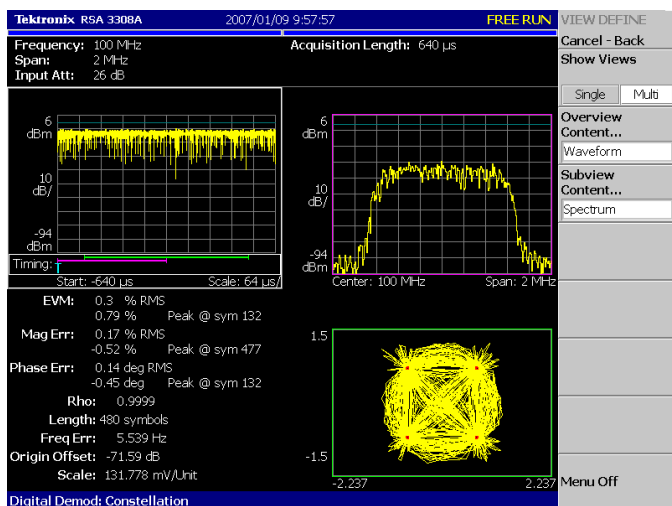 Tektronix RSA 3308A 2007/01/09 9:57:57 FREE RUN
VIEW DEFINE
Frequency: 100 MHz Acquisition Length: 640 µs
Span: 2 MHz
Input Att: 26 dB
Cancel - Back
Show Views
Single Multi
Overview
Content...
Waveform
Subview
Content...
Spectrum
Menu Off
6
dBm
10
dB/
-94
dBm
Timing: T
Start: -640 µs Scale: 64 µs/
6
dBm
10
dB/
-94
dBm
Center: 100 MHz Span: 2 MHz
EVM: 0.3 % RMS
0.79 % Peak @ sym 132
Mag Err: 0.17 % RMS
-0.52 % Peak @ sym 477
Phase Err: 0.14 deg RMS
-0.45 deg Peak @ sym 132
Rho: 0.9999
Length: 480 symbols
Freq Err: 5.539 Hz
Origin Offset: -71.59 dB
Scale: 131.778 mV/Unit
1.5
-1.5
-2.237 2.237
Digital Demod: Constellation